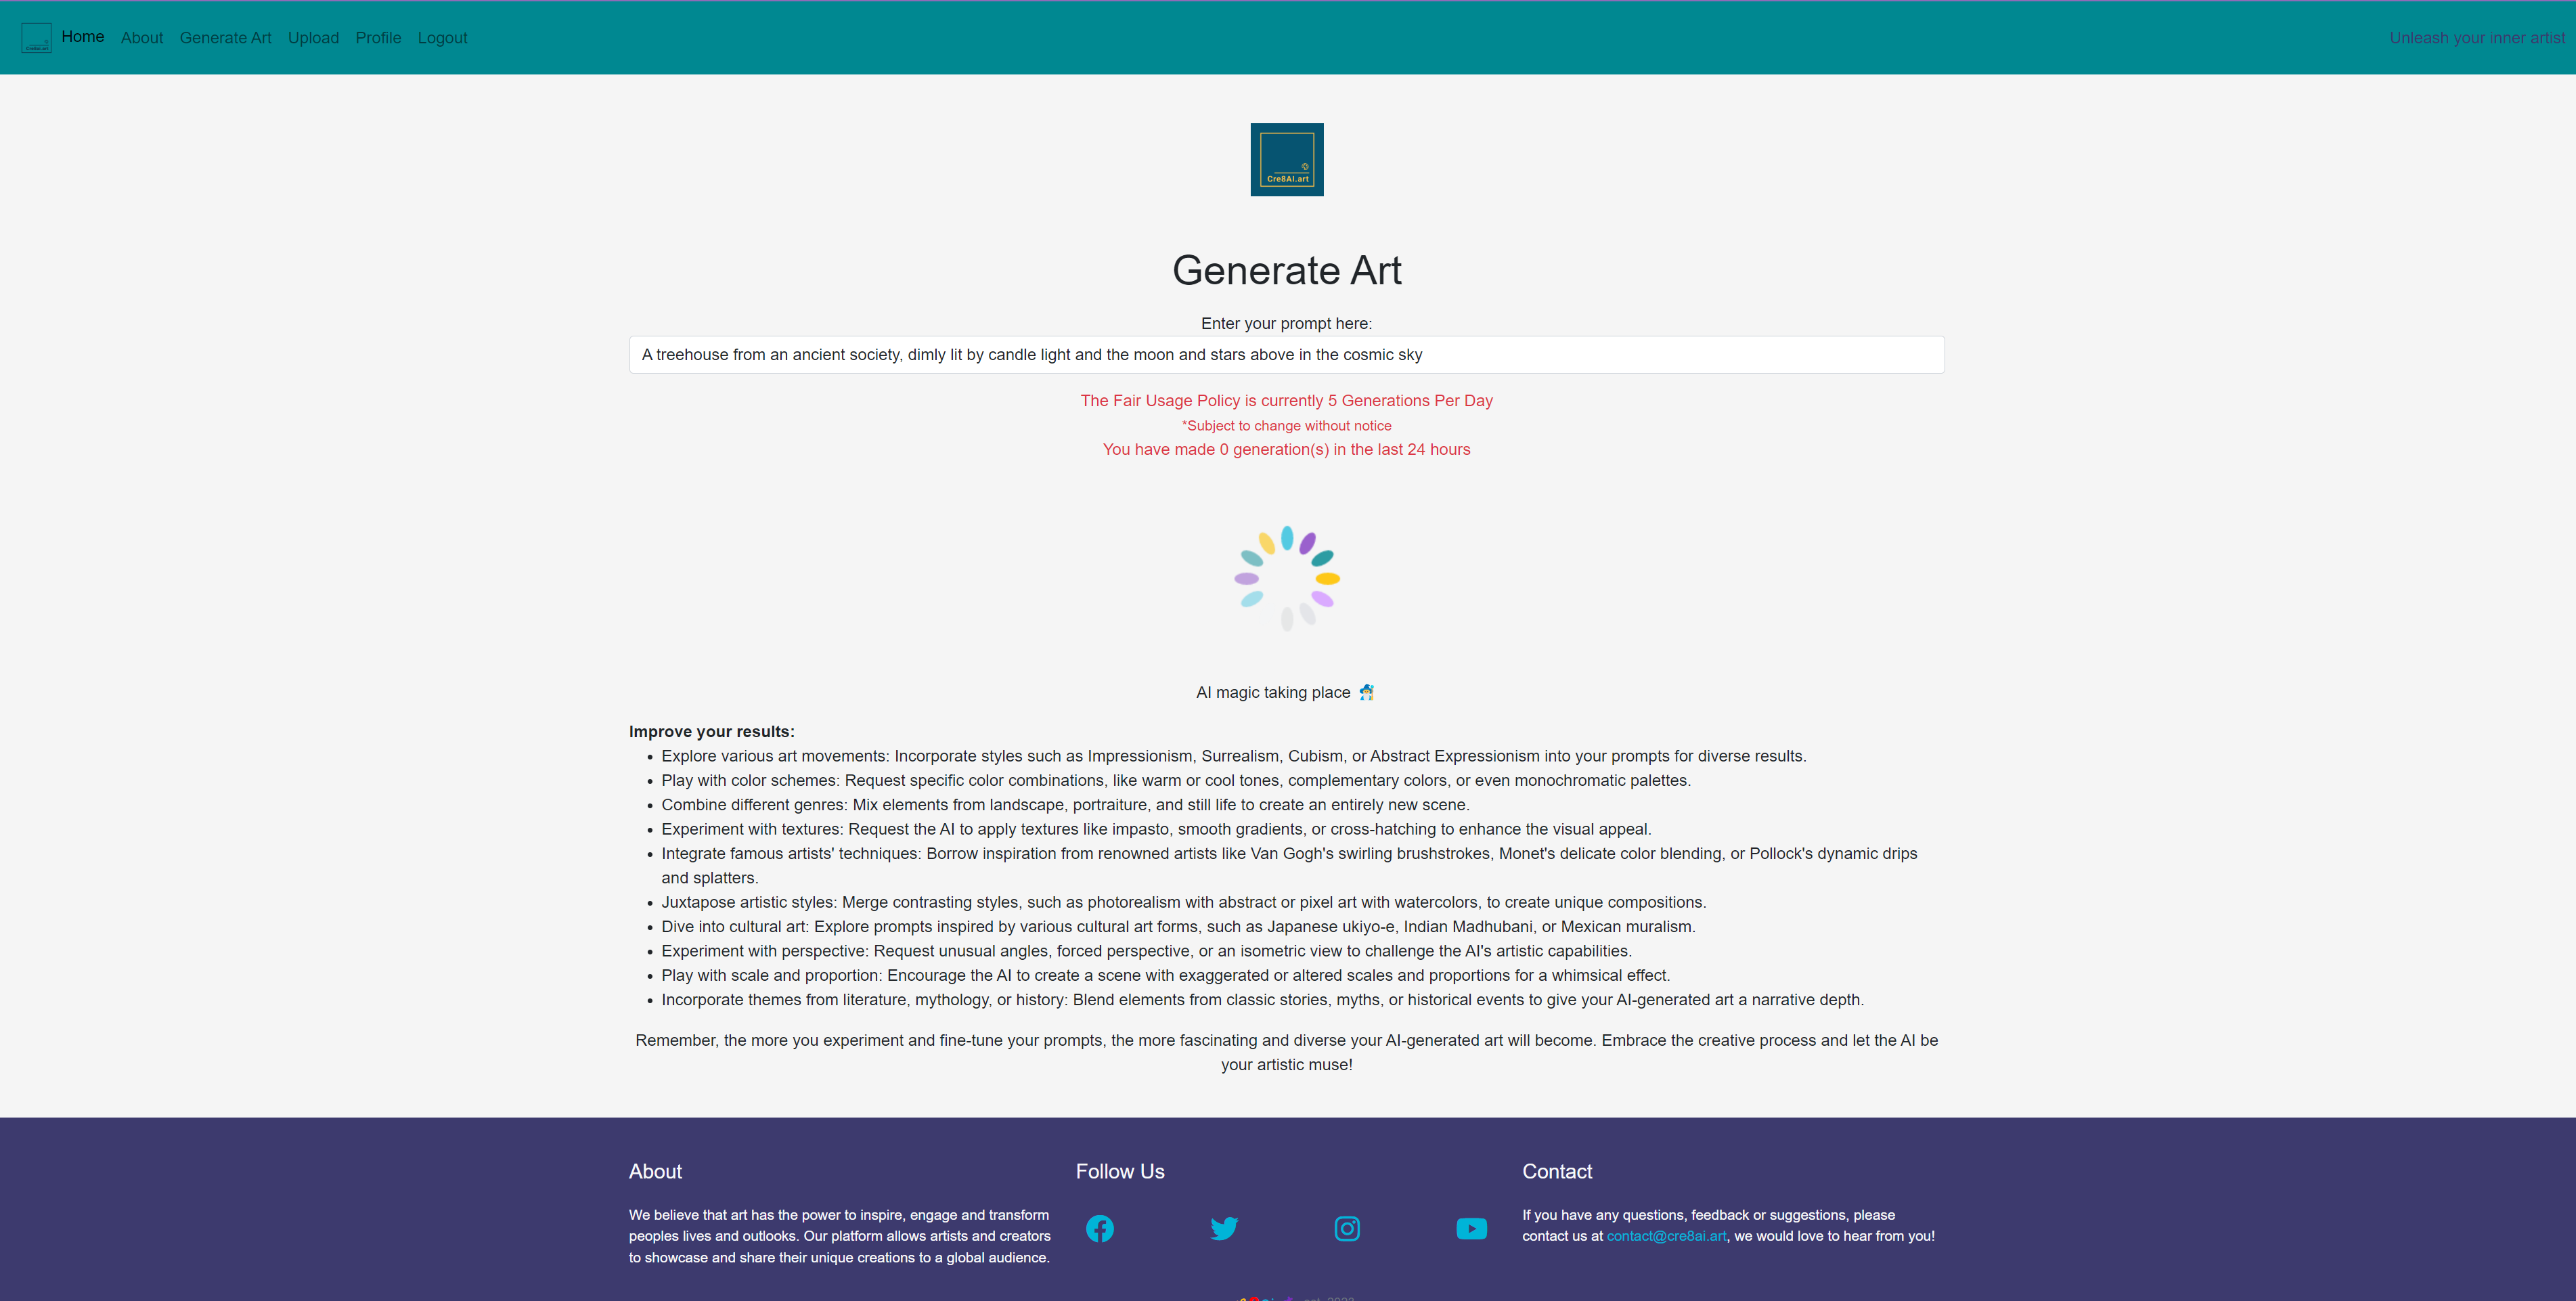 Home About Generate Art Upload Profile Logout
Unleash your inner artist
Cre8AI.art
Generate Art
Enter your prompt here:
A treehouse from an ancient society, dimly lit by candle light and the moon and stars above in the cosmic sky
The Fair Usage Policy is currently 5 Generations Per Day
*Subject to change without notice
You have made 0 generation(s) in the last 24 hours
AI magic taking place
Improve your results:
• Explore various art movements: Incorporate styles such as Impressionism, Surrealism, Cubism, or Abstract Expressionism into your prompts for diverse results.
• Play with color schemes: Request specific color combinations, like warm or cool tones, complementary colors, or even monochromatic palettes.
• Combine different genres: Mix elements from landscape, portraiture, and still life to create an entirely new scene.
• Experiment with textures: Request the AI to apply textures like impasto, smooth gradients, or cross-hatching to enhance the visual appeal.
• Integrate famous artists' techniques: Borrow inspiration from renowned artists like Van Gogh's swirling brushstrokes, Monet's delicate color blending, or Pollock's dynamic drips
and splatters.
• Juxtapose artistic styles: Merge contrasting styles, such as photorealism with abstract or pixel art with watercolors, to create unique compositions.
• Dive into cultural art: Explore prompts inspired by various cultural art forms, such as Japanese ukiyo-e, Indian Madhubani, or Mexican muralism.
• Experiment with perspective: Request unusual angles, forced perspective, or an isometric view to challenge the AI's artistic capabilities.
• Play with scale and proportion: Encourage the AI to create a scene with exaggerated or altered scales and proportions for a whimsical effect.
• Incorporate themes from literature, mythology, or history: Blend elements from classic stories, myths, or historical events to give your AI-generated art a narrative depth.
Remember, the more you experiment and fine-tune your prompts, the more fascinating and diverse your AI-generated art will become. Embrace the creative process and let the AI be
your artistic muse!
About
We believe that art has the power to inspire, engage and transform
peoples lives and outlooks. Our platform allows artists and creators
to showcase and share their unique creations to a global audience.
Follow Us
Contact
If you have any questions, feedback or suggestions, please
contact us at contact@cre8ai.art, we would love to hear from you!